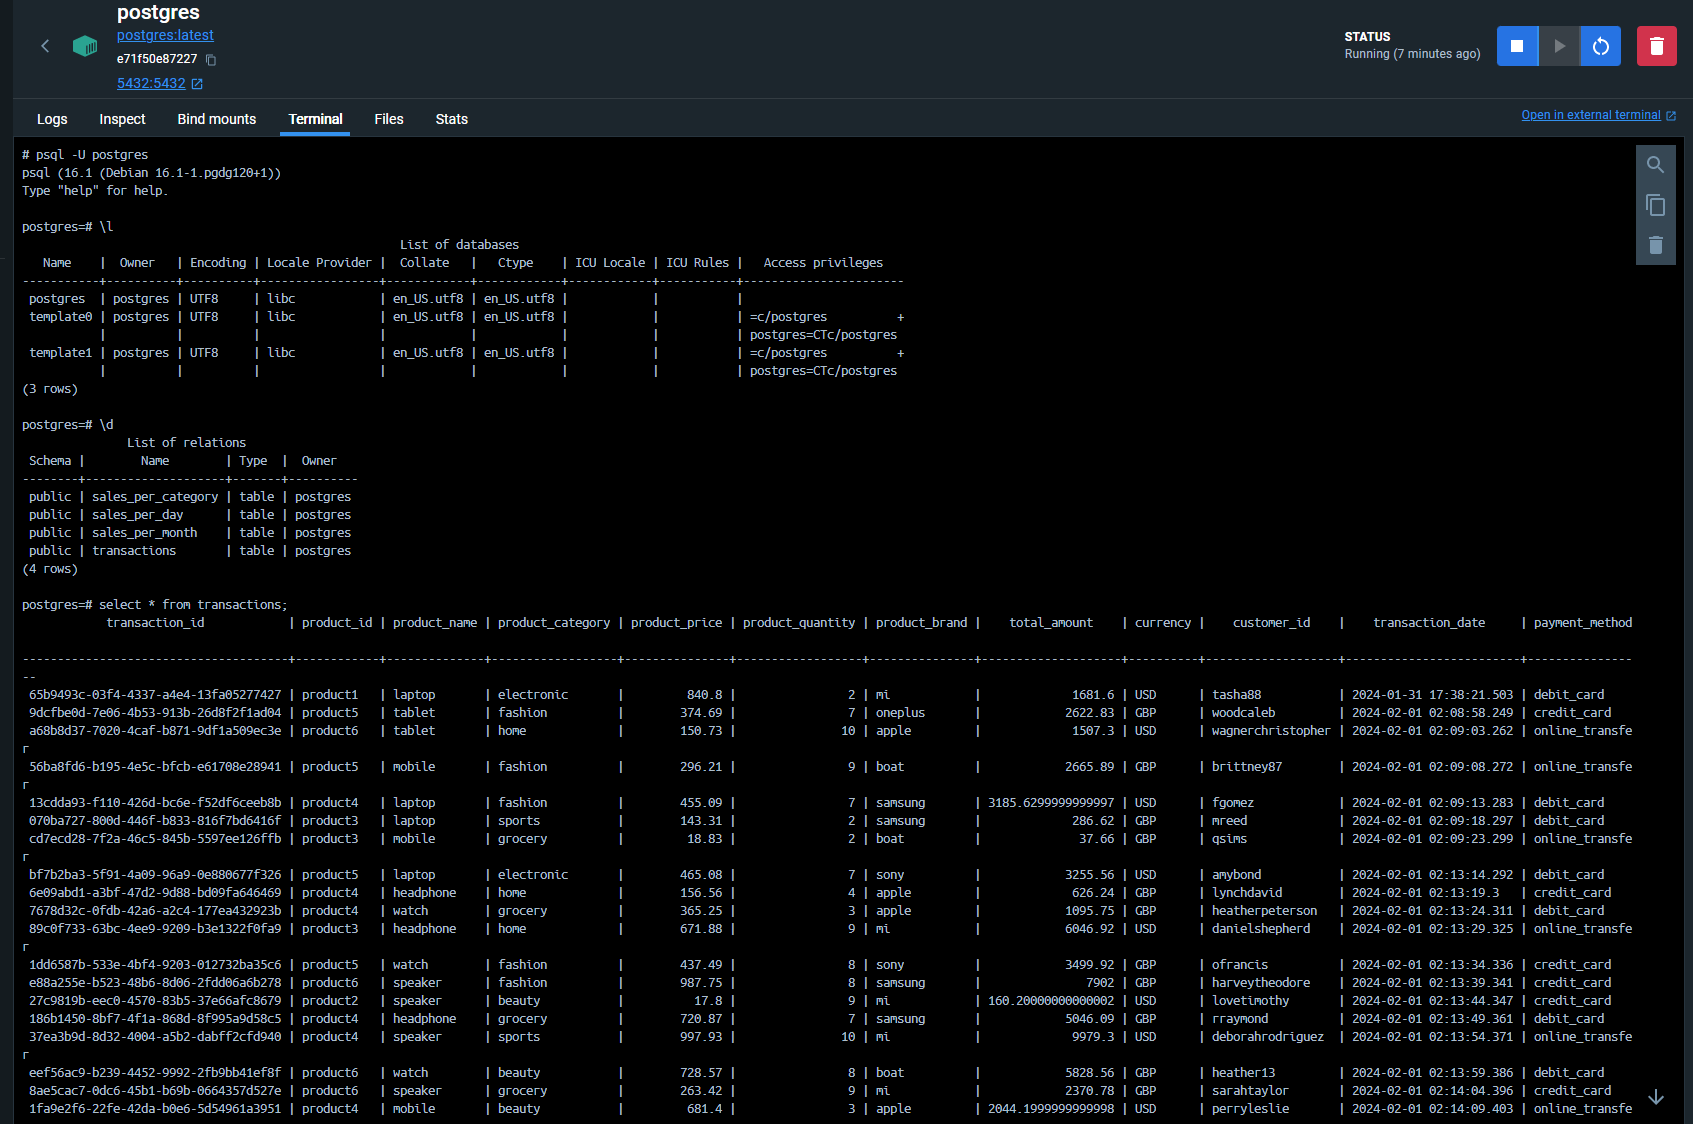 postgres
postgres:latest
e71f50e87227
5432:5432
STATUS
Running (7 minutes ago)
Logs Inspect Bind mounts Terminal Files Stats
Open in external terminal
# psql -U postgres
psql (16.1 (Debian 16.1-1.pgdg120+1))
Type "help" for help.
postgres=# \l
List of databases
Name | Owner | Encoding | Locale Provider | Collate | Ctype | ICU Locale | ICU Rules | Access privileges
-----------+----------+----------+-----------------+------------+------------+------------+-----------+-----------------------
postgres | postgres | UTF8 | libc | en_US.utf8 | en_US.utf8 | | |
template0 | postgres | UTF8 | libc | en_US.utf8 | en_US.utf8 | | | =c/postgres +
| | | | | | | | postgres=CTc/postgres
template1 | postgres | UTF8 | libc | en_US.utf8 | en_US.utf8 | | | =c/postgres +
| | | | | | | | postgres=CTc/postgres
(3 rows)
postgres=# \d
List of relations
Schema | Name | Type | Owner
--------+--------------------+-------+----------
public | sales_per_category | table | postgres
public | sales_per_day | table | postgres
public | sales_per_month | table | postgres
public | transactions | table | postgres
(4 rows)
postgres=# select * from transactions;
transaction_id | product_id | product_name | product_category | product_price | product_quantity | product_brand | total_amount | currency | customer_id | transaction_date | payment_method
--------------------------------------+------------+--------------+------------------+---------------+------------------+---------------+--------------------+----------+-------------------+-------------------------+---------------
--
65b9493c-03f4-4337-a4e4-13fa05277427 | product1 | laptop | electronic | 840.8 | 2 | mi | 1681.6 | USD | tasha88 | 2024-01-31 17:38:21.503 | debit_card
9dcfbe0d-7e06-4b53-913b-26d8f2f1ad04 | product5 | tablet | fashion | 374.69 | 7 | oneplus | 2622.83 | GBP | woodcaleb | 2024-02-01 02:08:58.249 | credit_card
a68b8d37-7020-4caf-b871-9df1a509ec3e | product6 | tablet | home | 150.73 | 10 | apple | 1507.3 | USD | wagnerchristopher | 2024-02-01 02:09:03.262 | online_transfe
r
56ba8fd6-b195-4e5c-bfcb-e61708e28941 | product5 | mobile | fashion | 296.21 | 9 | boat | 2665.89 | GBP | brittney87 | 2024-02-01 02:09:08.272 | online_transfe
r
13cdda93-f110-426d-bc6e-f52df6ceeb8b | product4 | laptop | fashion | 455.09 | 7 | samsung | 3185.6299999999997 | USD | fgomez | 2024-02-01 02:09:13.283 | debit_card
070ba727-800d-446f-b833-816f7bd6416f | product3 | laptop | sports | 143.31 | 2 | samsung | 286.62 | GBP | mreed | 2024-02-01 02:09:18.297 | debit_card
cd7ecd28-7f2a-46c5-845b-5597ee126ffb | product3 | mobile | grocery | 18.83 | 2 | boat | 37.66 | GBP | qsims | 2024-02-01 02:09:23.299 | online_transfe
r
bf7b2ba3-5f91-4a09-96a9-0e880677f326 | product5 | laptop | electronic | 465.08 | 7 | sony | 3255.56 | USD | amybond | 2024-02-01 02:13:14.292 | debit_card
6e09abd1-a3bf-47d2-9d88-bd09fa646469 | product4 | headphone | home | 156.56 | 4 | apple | 626.24 | GBP | lynchdavid | 2024-02-01 02:13:19.3 | credit_card
7678d32c-0fdb-42a6-a2c4-177ea432923b | product4 | watch | grocery | 365.25 | 3 | apple | 1095.75 | GBP | heatherpeterson | 2024-02-01 02:13:24.311 | debit_card
89c0f733-63bc-4ee9-9209-b3e1322f0fa9 | product3 | headphone | home | 671.88 | 9 | mi | 6046.92 | USD | danielshepherd | 2024-02-01 02:13:29.325 | online_transfe
r
1dd6587b-533e-4bf4-9203-012732ba35c6 | product5 | watch | fashion | 437.49 | 8 | sony | 3499.92 | GBP | ofrancis | 2024-02-01 02:13:34.336 | credit_card
e88a255e-b523-48b6-8d06-2fdd06a6b278 | product6 | speaker | fashion | 987.75 | 8 | samsung | 7902 | GBP | harveytheodore | 2024-02-01 02:13:39.341 | credit_card
27c9819b-eec0-4570-83b5-37e66afc8679 | product2 | speaker | beauty | 17.8 | 9 | mi | 160.20000000000002 | USD | lovetimothy | 2024-02-01 02:13:44.347 | credit_card
186b1450-8bf7-4f1a-868d-8f995a9d58c5 | product4 | headphone | grocery | 720.87 | 7 | samsung | 5046.09 | GBP | rraymond | 2024-02-01 02:13:49.361 | debit_card
37ea3b9d-8d32-4004-a5b2-dabff2cfd940 | product4 | speaker | sports | 997.93 | 10 | mi | 9979.3 | USD | deborahrodriguez | 2024-02-01 02:13:54.371 | online_transfe
r
eef56ac9-b239-4452-9992-2fb9bb41ef8f | product6 | watch | beauty | 728.57 | 8 | boat | 5828.56 | GBP | heather13 | 2024-02-01 02:13:59.386 | debit_card
8ae5cac7-0dc6-45b1-b69b-0664357d527e | product6 | speaker | grocery | 263.42 | 9 | mi | 2370.78 | GBP | sarahtaylor | 2024-02-01 02:14:04.396 | credit_card
1fa9e2f6-22fe-42da-b0e6-5d54961a3951 | product4 | mobile | beauty | 681.4 | 3 | apple | 2044.1999999999998 | USD | perryleslie | 2024-02-01 02:14:09.403 | online_transfe